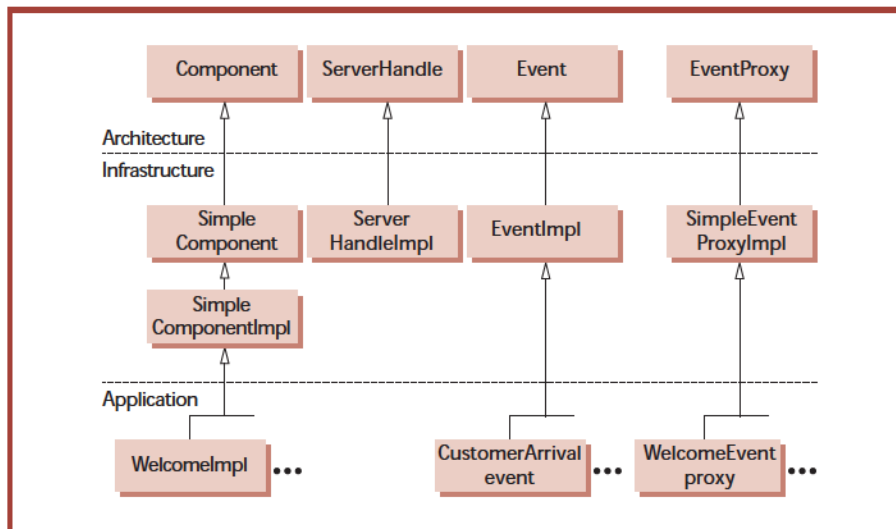 Component
ServerHandle
Event
EventProxy
Architecture
Infrastructure
Simple
Component
Server
HandleImpl
EventImpl
SimpleEvent
ProxyImpl
Simple
ComponentImpl
Application
WelcomeImpl
•••
CustomerArrival
event
•••
WelcomeEvent
proxy
•••